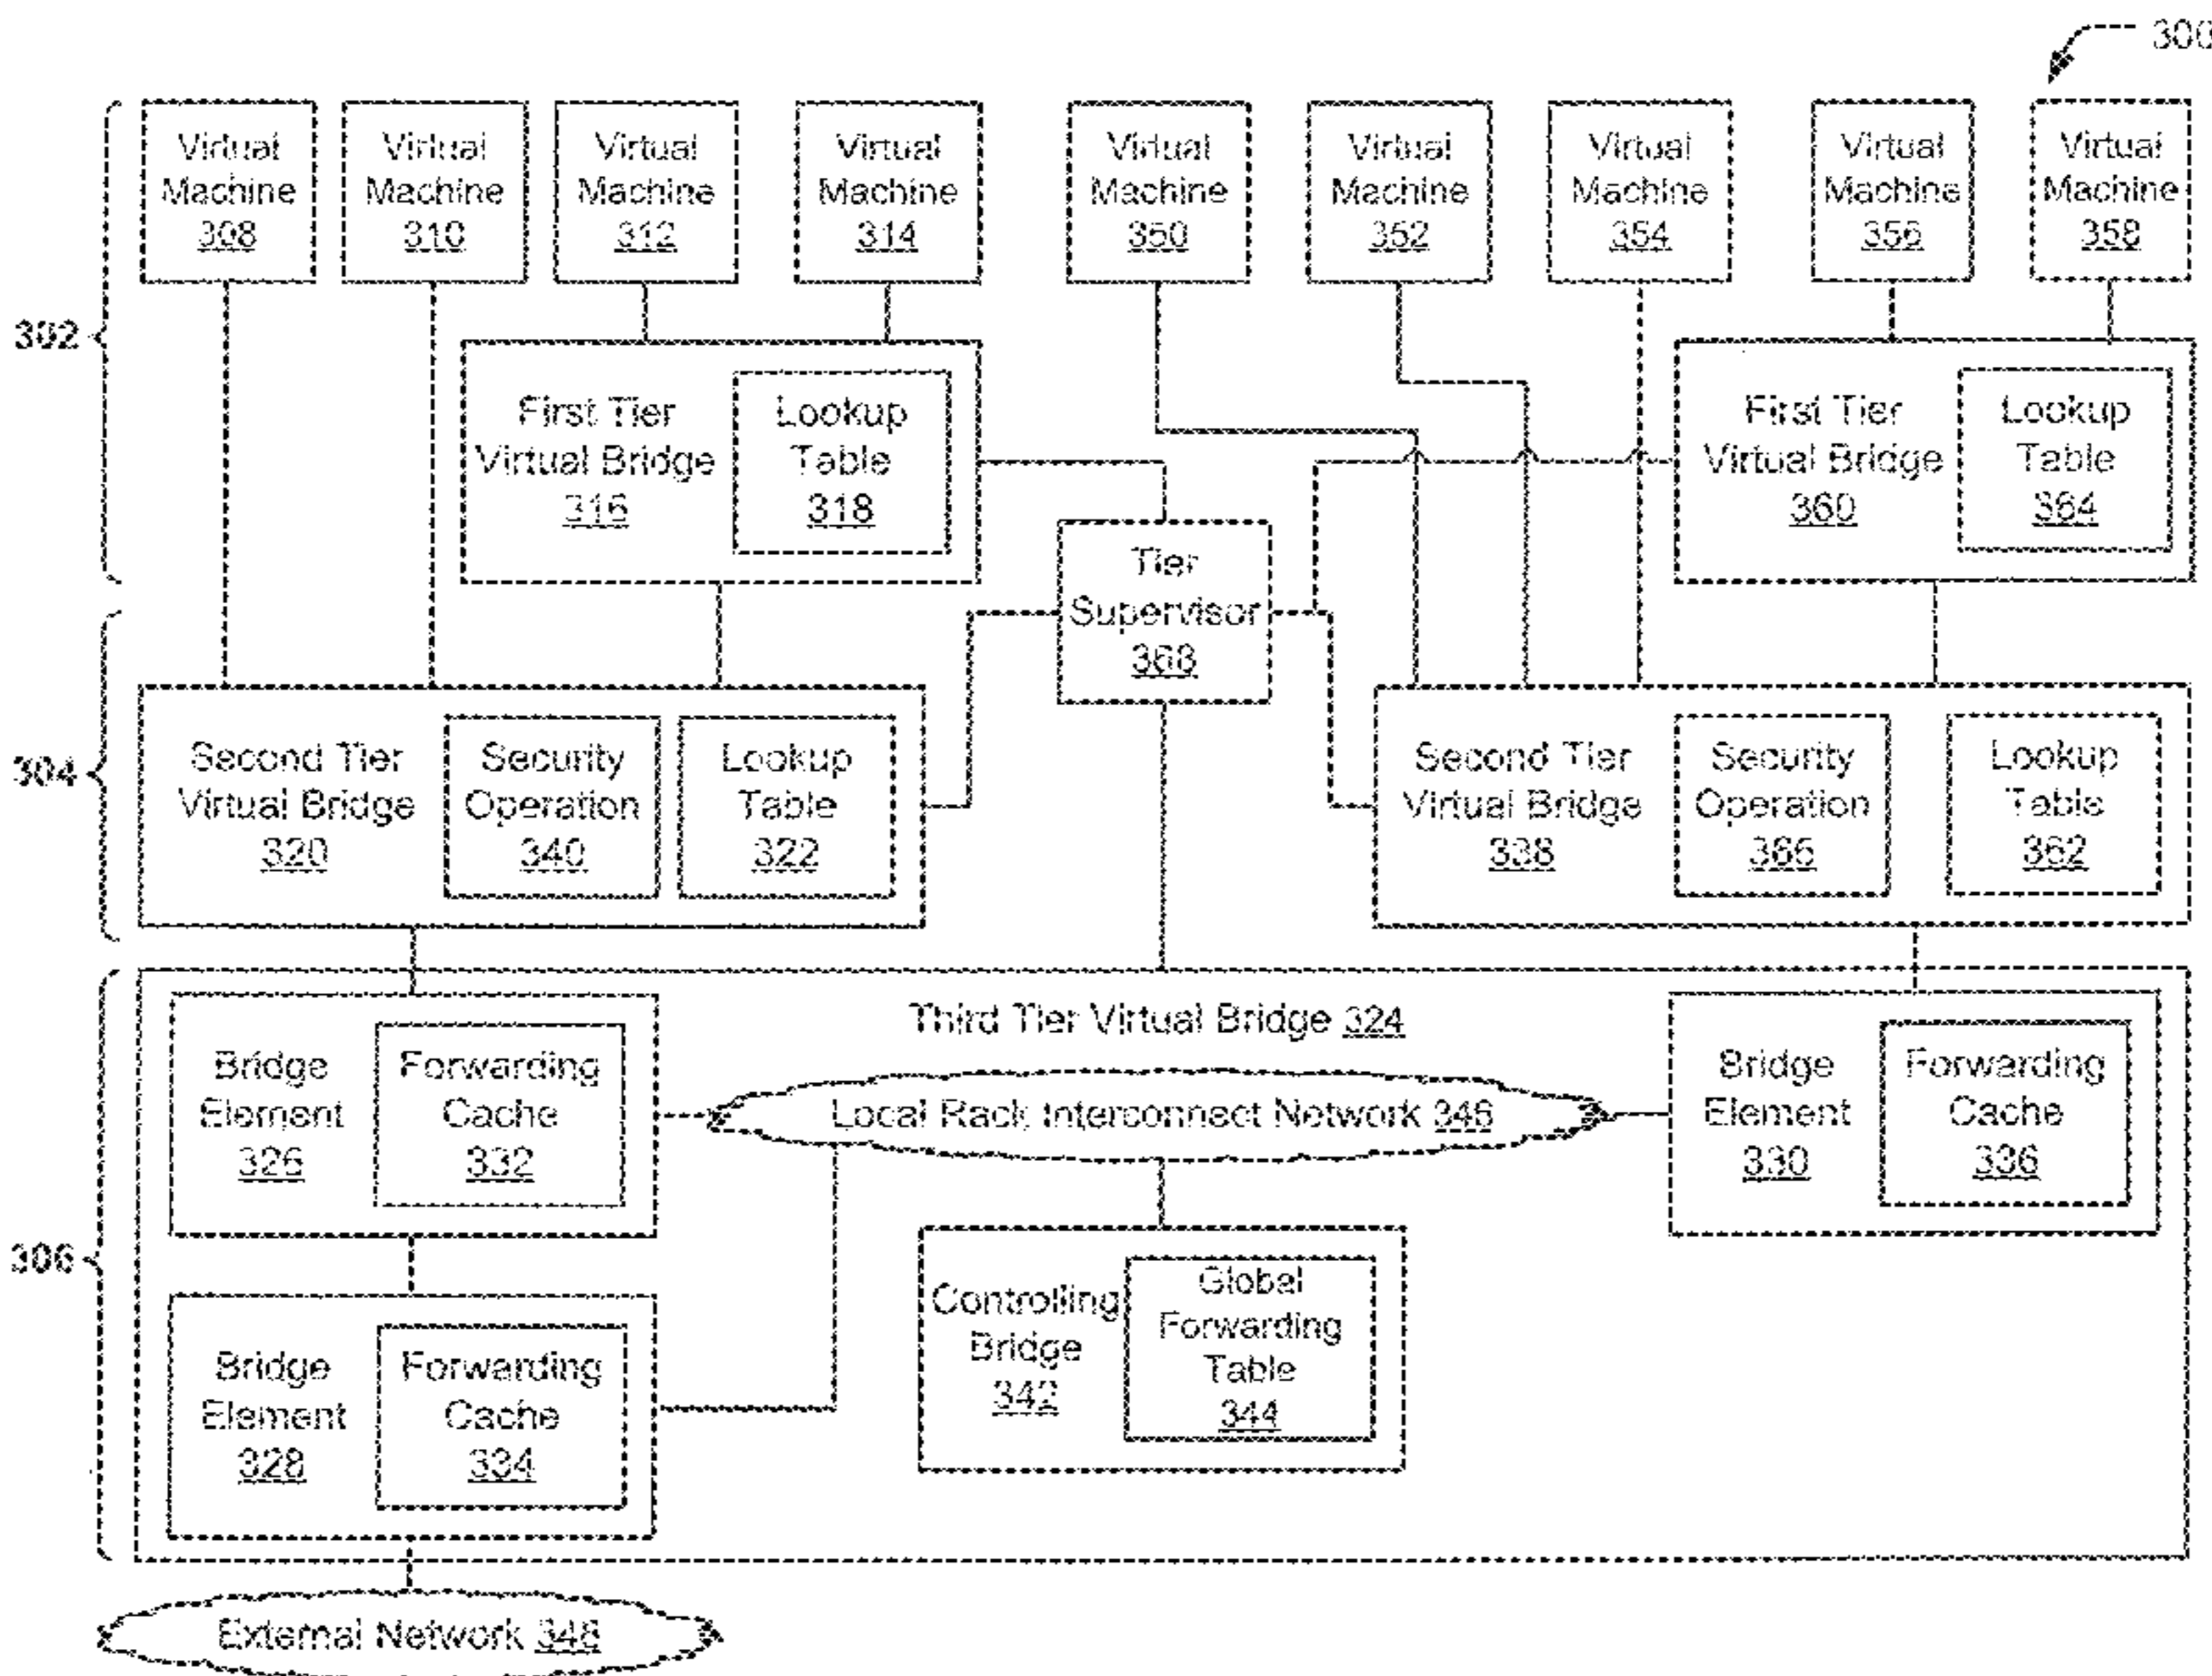 300
Virtual
Machine
308
Virtual
Machine
310
Virtual
Machine
312
Virtual
Machine
314
Virtual
Machine
350
Virtual
Machine
352
Virtual
Machine
354
Virtual
Machine
356
Virtual
Machine
358
302
First Tier
Virtual Bridge
316
Lookup
Table
318
First Tier
Virtual Bridge
360
Lookup
Table
364
Tier
Supervisor
368
304
Second Tier
Virtual Bridge
320
Security
Operation
340
Lookup
Table
322
Second Tier
Virtual Bridge
338
Security
Operation
366
Lookup
Table
362
306
Third Tier Virtual Bridge 324
Bridge
Element
326
Forwarding
Cache
332
Local Rack Interconnect Network 346
Bridge
Element
330
Forwarding
Cache
336
Bridge
Element
328
Forwarding
Cache
334
Controlling
Bridge
342
Global
Forwarding
Table
344
External Network 348